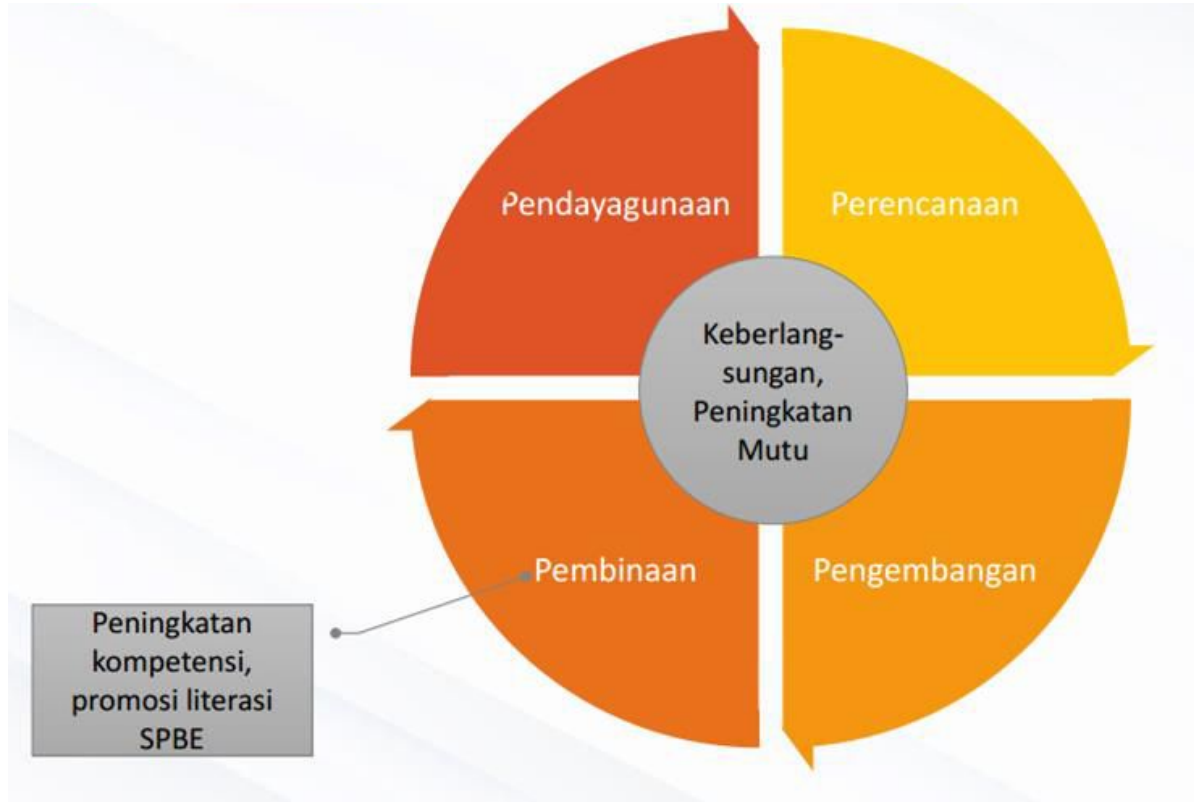 Pendayagunaan
Perencanaan
Keberlang-
sungan,
Peningkatan
Mutu
Pembinaan
Pengembangan
Peningkatan
kompetensi,
promosi literasi
SPBE